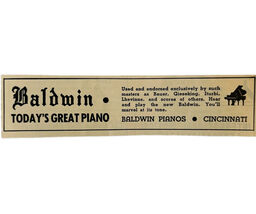 Baldwin •
TODAY'S GREAT PIANO
Used and endorsed exclusively by such
masters as Bauer, Gieseking, Iturbi,
Lhevinne, and scores of others. Hear
and play the new Baldwin. You'll
marvel at its tone.
BALDWIN PIANOS • CINCINNATI